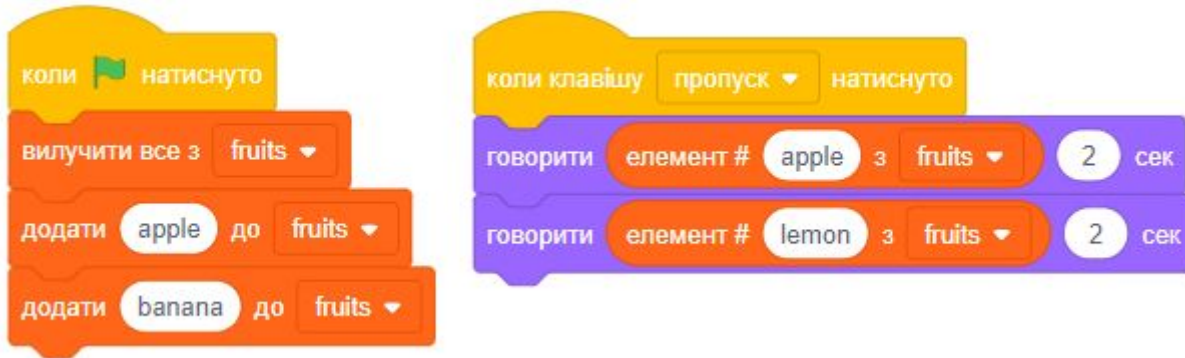 коли натиснуто
вилучити все з fruits
додати apple до fruits
додати banana до fruits
коли клавішу пропуск натиснуто
говорити елемент # apple з fruits 2 сек
говорити елемент # lemon з fruits 2 сек